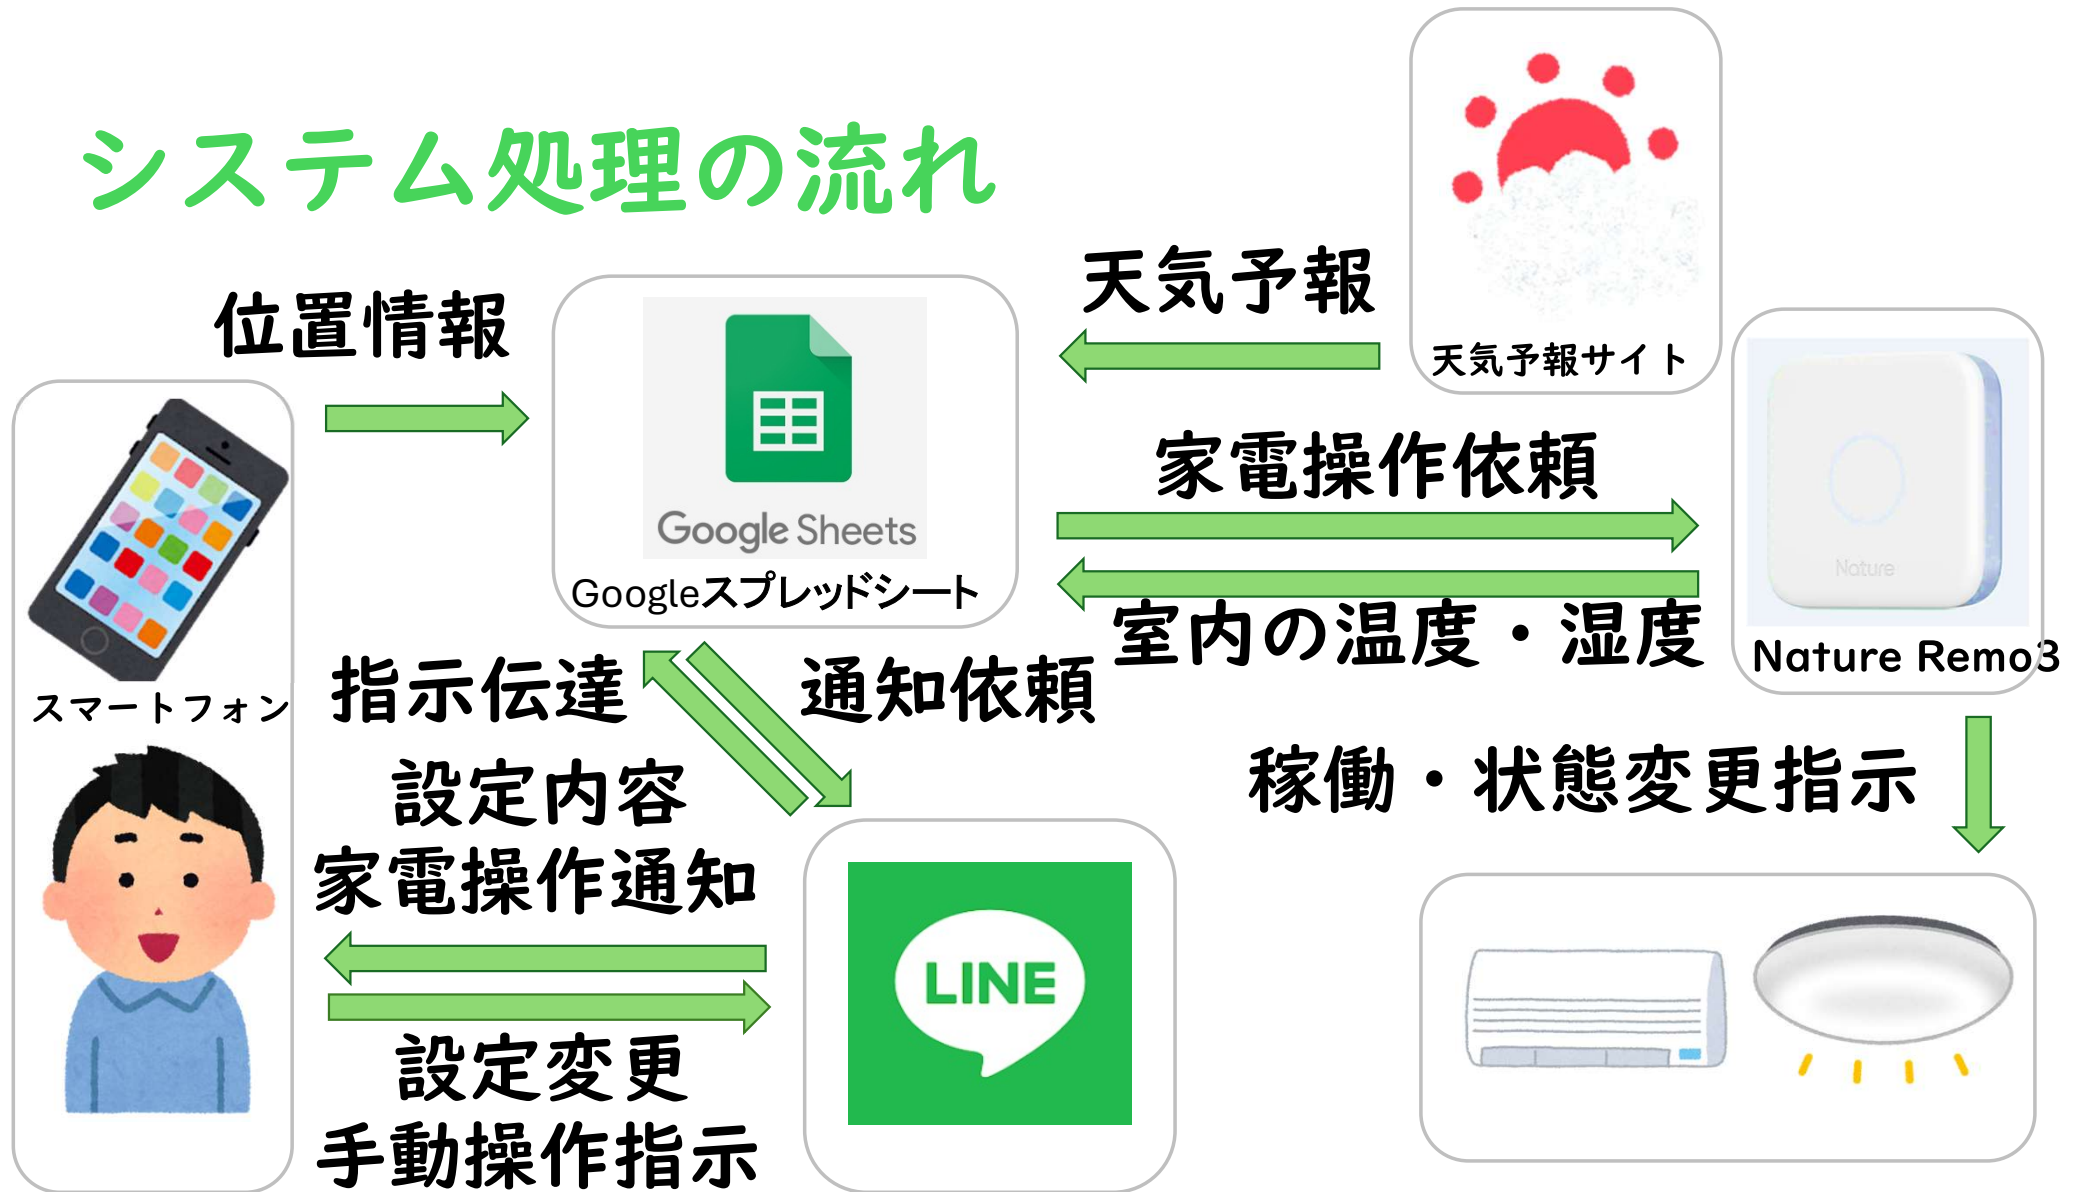 システム処理の流れ
位置情報
天気予報
天気予報サイト
Google Sheets
Googleスプレッドシート
家電操作依頼
室内の温度・湿度
Nature
Nature Remo3
スマートフォン
指示伝達
通知依頼
設定内容
家電操作通知
稼働・状態変更指示
LINE
設定変更
手動操作指示